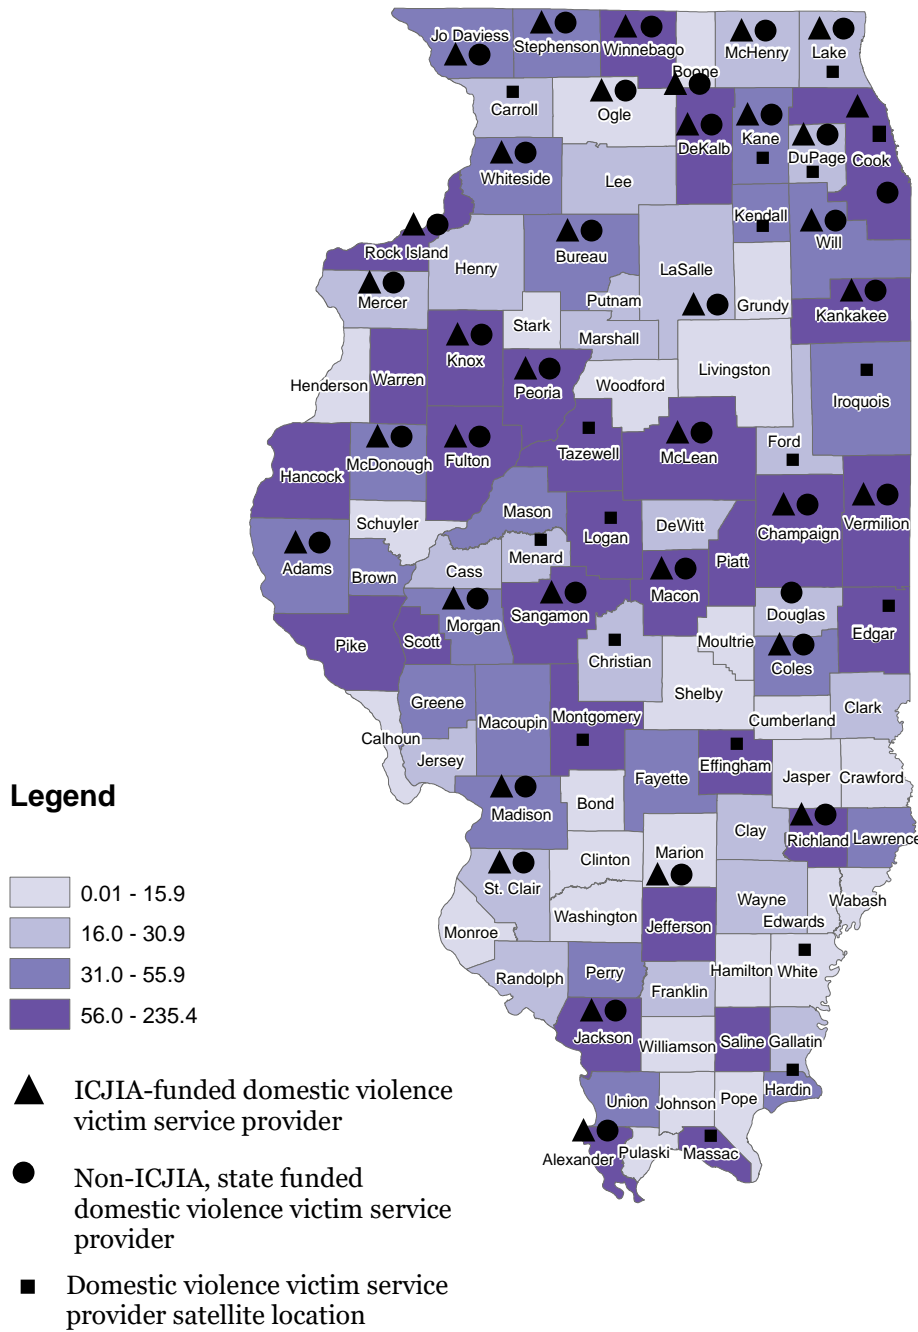 Jo Daviess
Stephenson
Winnebago
Boone
McHenry
Lake
Carroll
Ogle
DeKalb
Kane
DuPage
Cook
Whiteside
Lee
Kendall
Will
Rock Island
Henry
Bureau
LaSalle
Mercer
Putnam
Grundy
Kankakee
Stark
Marshall
Knox
Henderson
Warren
Peoria
Woodford
Livingston
Iroquois
Hancock
McDonough
Fulton
Tazewell
McLean
Ford
Schuyler
Mason
Logan
DeWitt
Champaign
Vermilion
Adams
Brown
Cass
Menard
Piatt
Macon
Morgan
Sangamon
Douglas
Edgar
Pike
Scott
Christian
Moultrie
Coles
Shelby
Greene
Macoupin
Montgomery
Cumberland
Clark
Calhoun
Jersey
Fayette
Effingham
Jasper
Crawford
Legend
Madison
Bond
Clay
Richland
Lawrence
Clinton
Marion
0.01 - 15.9
St. Clair
Wayne
Edwards
Wabash
16.0 - 30.9
Monroe
Washington
Jefferson
31.0 - 55.9
Randolph
Perry
Franklin
Hamilton
White
56.0 - 235.4
Jackson
Williamson
Saline
Gallatin
ICJIA-funded domestic violence
victim service provider
Union
Johnson
Pope
Hardin
Alexander
Pulaski
Massac
Non-ICJIA, state funded
domestic violence victim service
provider
Domestic violence victim service
provider satellite location